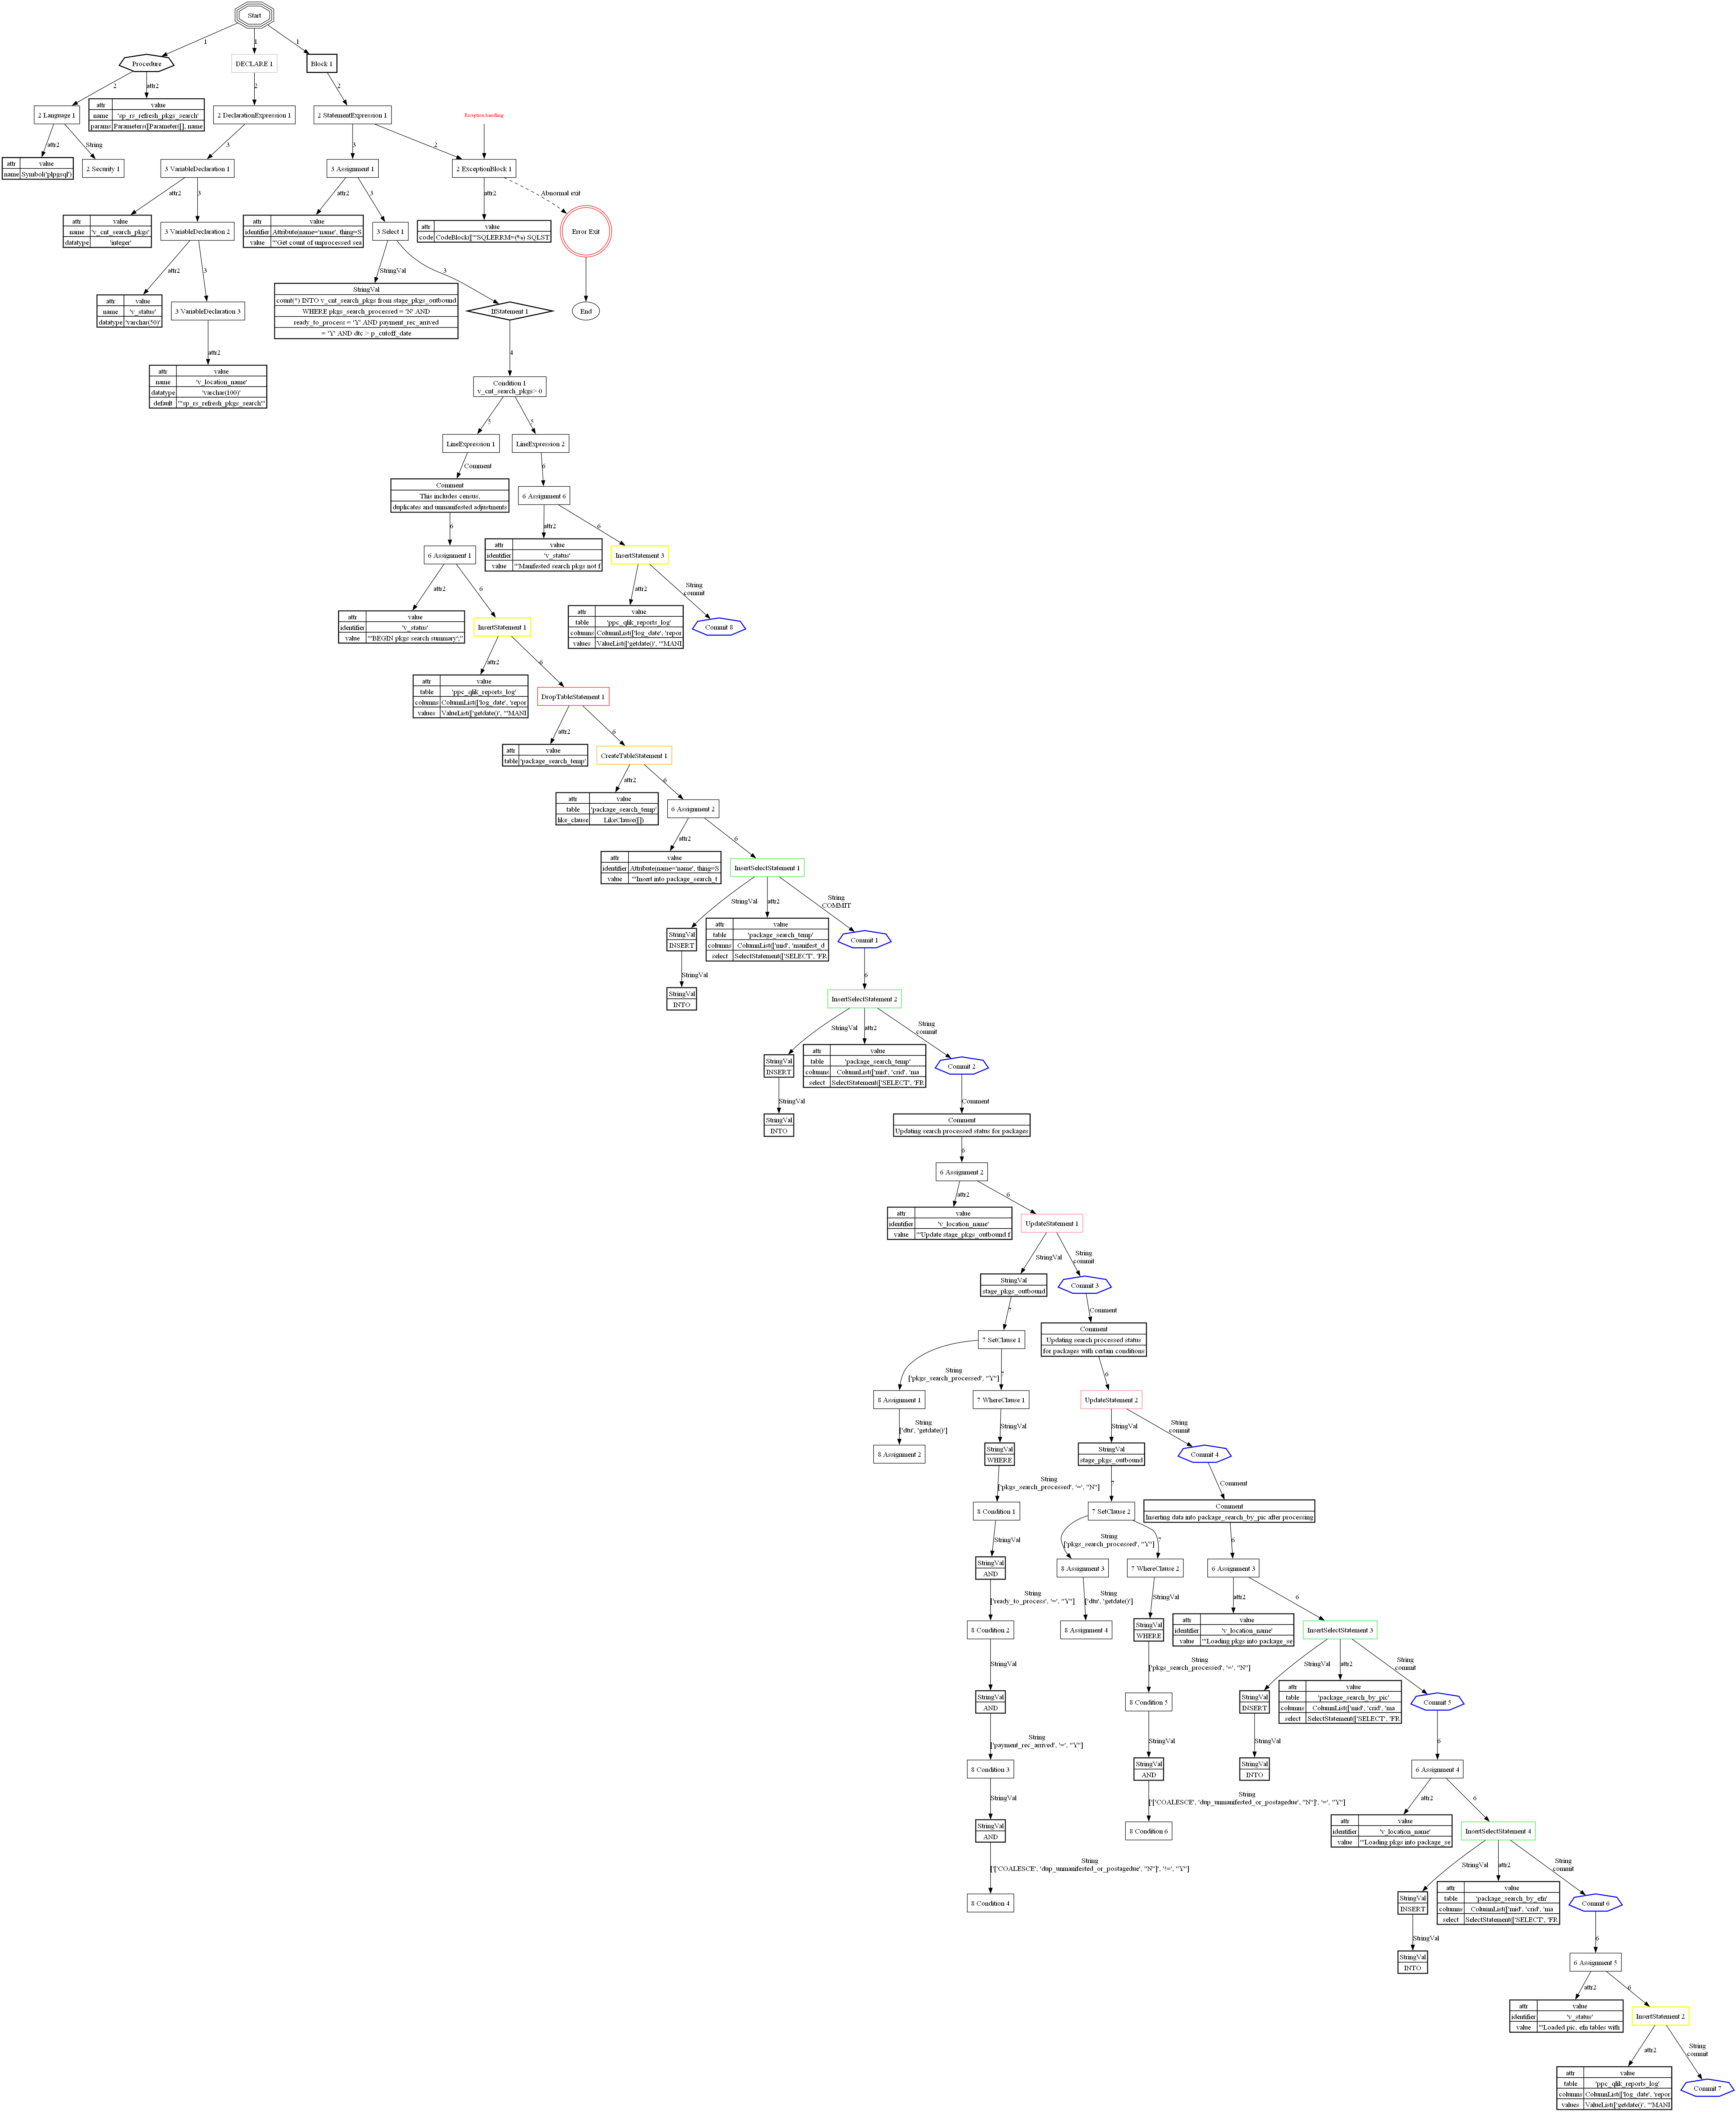 Start
1
1
1
Procedure
DECLARE 1
Block 1
2
attr2
2
2
2 Language 1
attr value
name 'sp_rs_refresh_pkgs_search'
params Parameters([Parameter([], name
2 DeclarationExpression 1
2 StatementExpression 1
Exception handling
attr2
String
3
3
2
attr value
name Symbol('plpgsql')
2 Security 1
3 VariableDeclaration 1
3 Assignment 1
2 ExceptionBlock 1
attr2
3
attr2
3
attr2
Abnormal exit
attr value
name 'v_cnt_search_pkgs'
datatype 'integer'
3 VariableDeclaration 2
attr value
identifier Attribute(name='name', thing=S
value "'Get count of unprocessed sea
3 Select 1
attr value
code CodeBlock(["'SQLERRM=(%) SQLST
Error Exit
attr2
3
StringVal
3
attr value
name 'v_status'
datatype 'varchar(50)'
3 VariableDeclaration 3
StringVal
count(*) INTO v_cnt_search_pkgs from stage_pkgs_outbound
WHERE pkgs_search_processed = 'N' AND
ready_to_process = 'Y' AND payment_rec_arrived
= 'Y' AND dtc > p_cutoff_date
IfStatement 1
End
attr2
4
attr value
name 'v_location_name'
datatype 'varchar(100)'
default "'sp_rs_refresh_pkgs_search'"
Condition 1
v_cnt_search_pkgs> 0
5
5
LineExpression 1
LineExpression 2
Comment
6
Comment
This includes census,
duplicates and unmanifested adjustments
6 Assignment 6
6
attr2
6
6 Assignment 1
attr value
identifier 'v_status'
value "'Manifested search pkgs not f
InsertStatement 3
attr2
6
attr2
String
commit
attr value
identifier 'v_status'
value "'BEGIN pkgs search summary';"
InsertStatement 1
attr value
table 'ppc_qlik_reports_log'
columns ColumnList(['log_date', 'repor
values ValueList(['getdate()', "'MANI
Commit 8
attr2
6
attr value
table 'ppc_qlik_reports_log'
columns ColumnList(['log_date', 'repor
values ValueList(['getdate()', "'MANI
DropTableStatement 1
attr2
6
attr value
table 'package_search_temp'
CreateTableStatement 1
attr2
6
attr value
table 'package_search_temp'
like_clause LikeClause([])
6 Assignment 2
attr2
6
attr value
identifier Attribute(name='name', thing=S
value "'Insert into package_search_t
InsertSelectStatement 1
StringVal
attr2
String
COMMIT
StringVal
INSERT
attr value
table 'package_search_temp'
columns ColumnList(['mid', 'manifest_d
select SelectStatement(['SELECT', 'FR
Commit 1
StringVal
6
StringVal
INTO
InsertSelectStatement 2
StringVal
attr2
String
commit
StringVal
INSERT
attr value
table 'package_search_temp'
columns ColumnList(['mid', 'crid', 'ma
select SelectStatement(['SELECT', 'FR
Commit 2
StringVal
Comment
StringVal
INTO
Comment
Updating search processed status for packages
6
6 Assignment 2
attr2
6
attr value
identifier 'v_location_name'
value "'Update stage_pkgs_outbound f
UpdateStatement 1
StringVal
String
commit
StringVal
stage_pkgs_outbound
Commit 3
7
Comment
7 SetClause 1
Comment
Updating search processed status
for packages with certain conditions
String
['pkgs_search_processed', "'Y'"]
7
6
8 Assignment 1
7 WhereClause 1
UpdateStatement 2
String
['dtu', 'getdate()']
StringVal
StringVal
String
commit
8 Assignment 2
StringVal
WHERE
StringVal
stage_pkgs_outbound
Commit 4
String
['pkgs_search_processed', '=', "'N'"]
7
Comment
8 Condition 1
7 SetClause 2
Comment
Inserting data into package_search_by_pic after processing
StringVal
String
['pkgs_search_processed', "'Y'"]
7
6
StringVal
AND
8 Assignment 3
7 WhereClause 2
6 Assignment 3
String
['ready_to_process', '=', "'Y'"]
String
['dtu', 'getdate()']
StringVal
attr2
6
8 Condition 2
8 Assignment 4
StringVal
WHERE
attr value
identifier 'v_location_name'
value "'Loading pkgs into package_se
InsertSelectStatement 3
StringVal
String
['pkgs_search_processed', '=', "'N'"]
StringVal
attr2
String
commit
StringVal
AND
8 Condition 5
StringVal
INSERT
attr value
table 'package_search_by_pic'
columns ColumnList(['mid', 'crid', 'ma
select SelectStatement(['SELECT', 'FR
Commit 5
String
['payment_rec_arrived', '=', "'Y'"]
StringVal
StringVal
6
8 Condition 3
StringVal
AND
StringVal
INTO
6 Assignment 4
StringVal
String
['['COALESCE', 'dup_unmanifested_or_postagedue', "'N'"]', '=', "'Y'"]
attr2
6
StringVal
AND
8 Condition 6
attr value
identifier 'v_location_name'
value "'Loading pkgs into package_se
InsertSelectStatement 4
String
['['COALESCE', 'dup_unmanifested_or_postagedue', "'N'"]', '!=', "'Y'"]
StringVal
attr2
String
commit
8 Condition 4
StringVal
INSERT
attr value
table 'package_search_by_efn'
columns ColumnList(['mid', 'crid', 'ma
select SelectStatement(['SELECT', 'FR
Commit 6
StringVal
6
StringVal
INTO
6 Assignment 5
attr2
6
attr value
identifier 'v_status'
value "'Loaded pic, efn tables with
InsertStatement 2
attr2
String
commit
attr value
table 'ppc_qlik_reports_log'
columns ColumnList(['log_date', 'repor
values ValueList(['getdate()', "'MANI
Commit 7